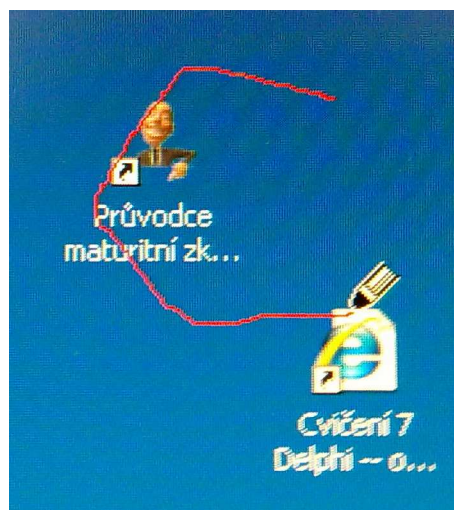 Průvodce
maturitní zk...
Cvičení 7
Delphi -- o...